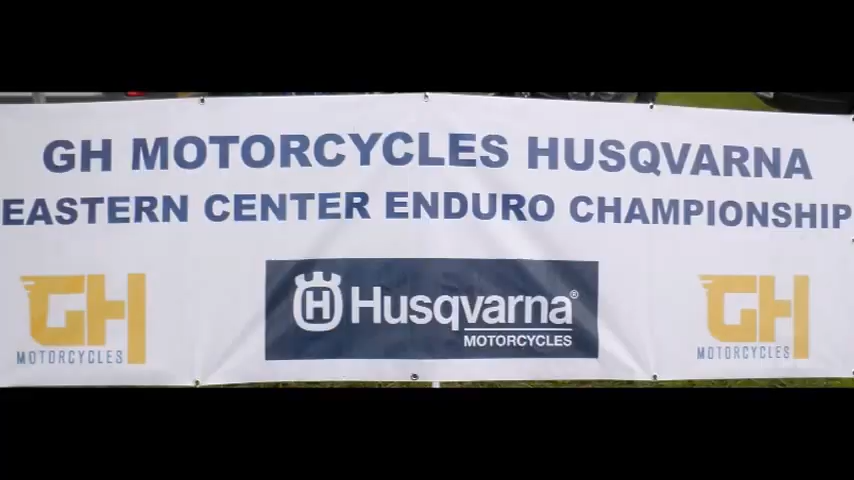 GH MOTORCYCLES HUSQVARNA
EASTERN CENTER ENDURO CHAMPIONSHIP
GH
MOTORCYCLES
H Husqvarna®
MOTORCYCLES
GH
MOTORCYCLES